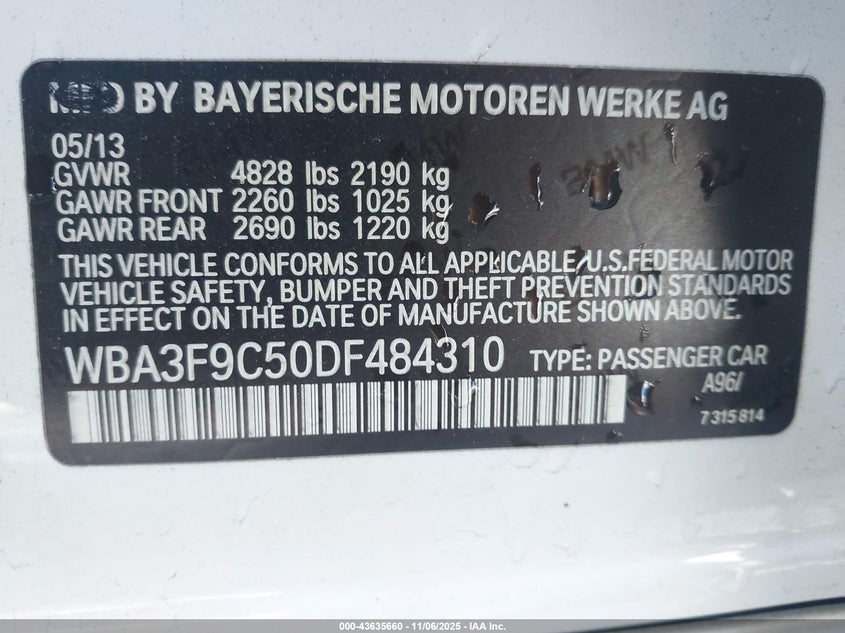 MFD BY BAYERISCHE MOTOREN WERKE AG
05/13
GVWR 4828 lbs 2190 kg
GAWR FRONT 2260 lbs 1025 kg
GAWR REAR 2690 lbs 1220 kg
THIS VEHICLE CONFORMS TO ALL APPLICABLE U.S.FEDERAL MOTOR
VEHICLE SAFETY, BUMPER AND THEFT PREVENTION STANDARDS
IN EFFECT ON THE DATE OF MANUFACTURE SHOWN ABOVE.
WBA3F9C50DF484310 TYPE: PASSENGER CAR
A96/
7 315 814
000-43635660 - 11/06/2025 - IAA Inc.